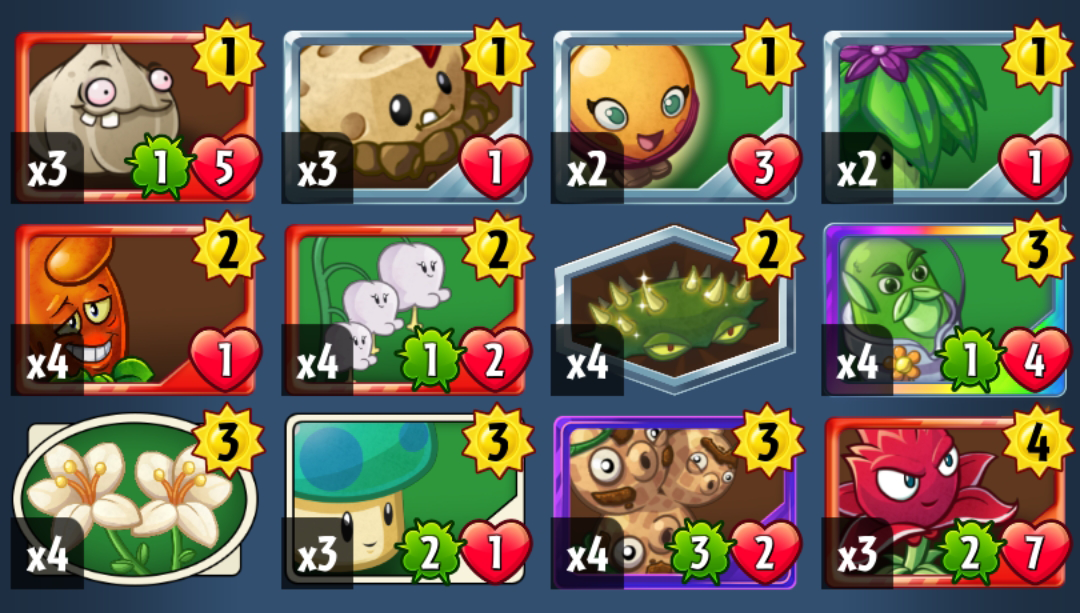 1 1 1 1
x3 1 5 x3 1 x2 3 x2 1
2 2 2 3
x4 1 x4 1 2 x4 x4 1 4
3 3 3 4
x4 x3 2 1 x4 3 2 x3 2 7